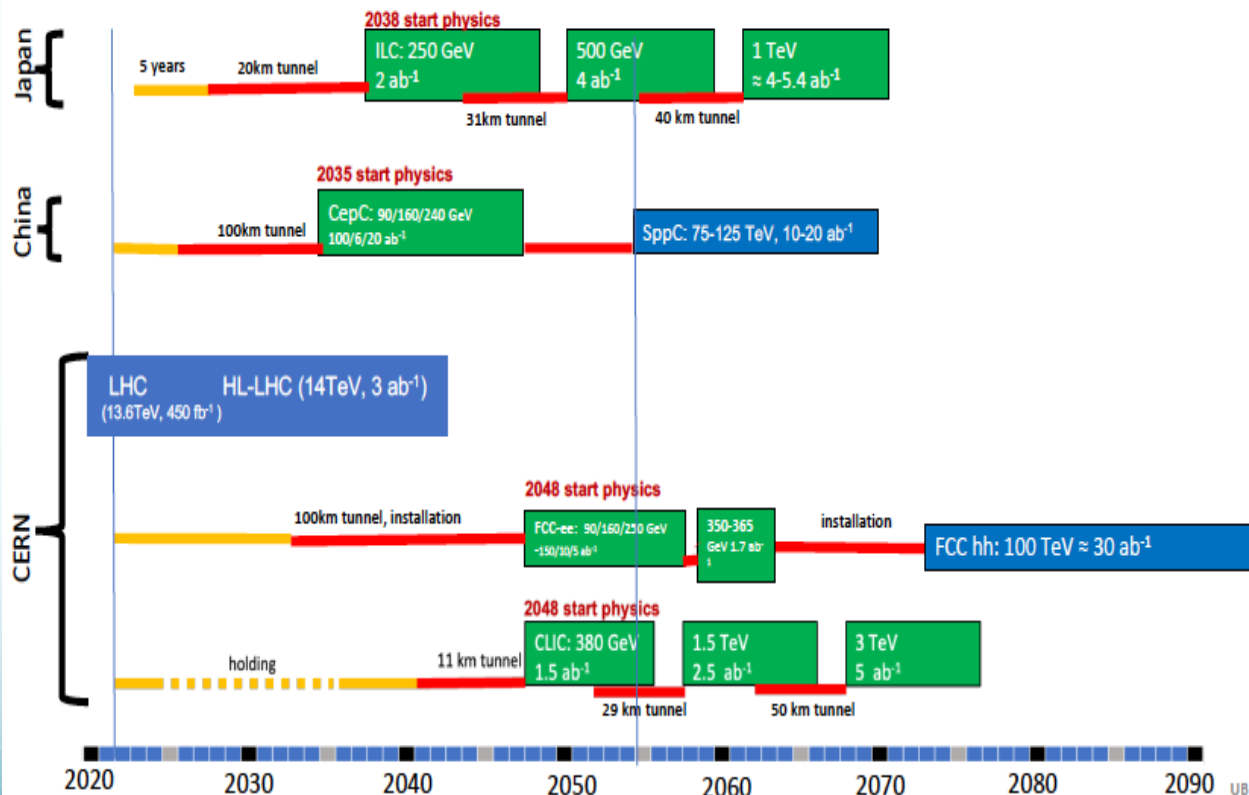 Japan
2038 start physics
5 years
20km tunnel
ILC: 250 GeV
2 ab⁻¹
500 GeV
4 ab⁻¹
1 TeV
≈ 4-5.4 ab⁻¹
31km tunnel
40 km tunnel
China
2035 start physics
100km tunnel
CepC: 90/160/240 GeV
100/6/20 ab⁻¹
SppC: 75-125 TeV, 10-20 ab⁻¹
CERN
LHC HL-LHC (14TeV, 3 ab⁻¹)
(13.6TeV, 450 fb⁻¹ )
2048 start physics
100km tunnel, installation
FCC-ee: 90/160/250 GeV
~150/10/5 ab⁻¹
350-365
GeV 1.7 ab⁻
¹
installation
FCC hh: 100 TeV ≈ 30 ab⁻¹
2048 start physics
holding
11 km tunnel
CLIC: 380 GeV
1.5 ab⁻¹
1.5 TeV
2.5 ab⁻¹
3 TeV
5 ab⁻¹
29 km tunnel
50 km tunnel
2020 2030 2040 2050 2060 2070 2080 2090
UB